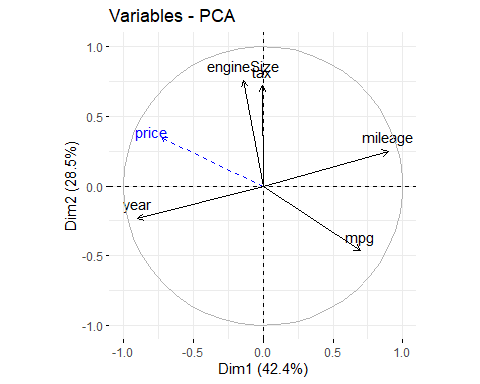 Variables - PCA
1.0
engineSize
tax
price
mileage
0.5
Dim2 (28.5%)
0.0
year
mpg
-0.5
-1.0
-1.0
-0.5
0.0
0.5
1.0
Dim1 (42.4%)